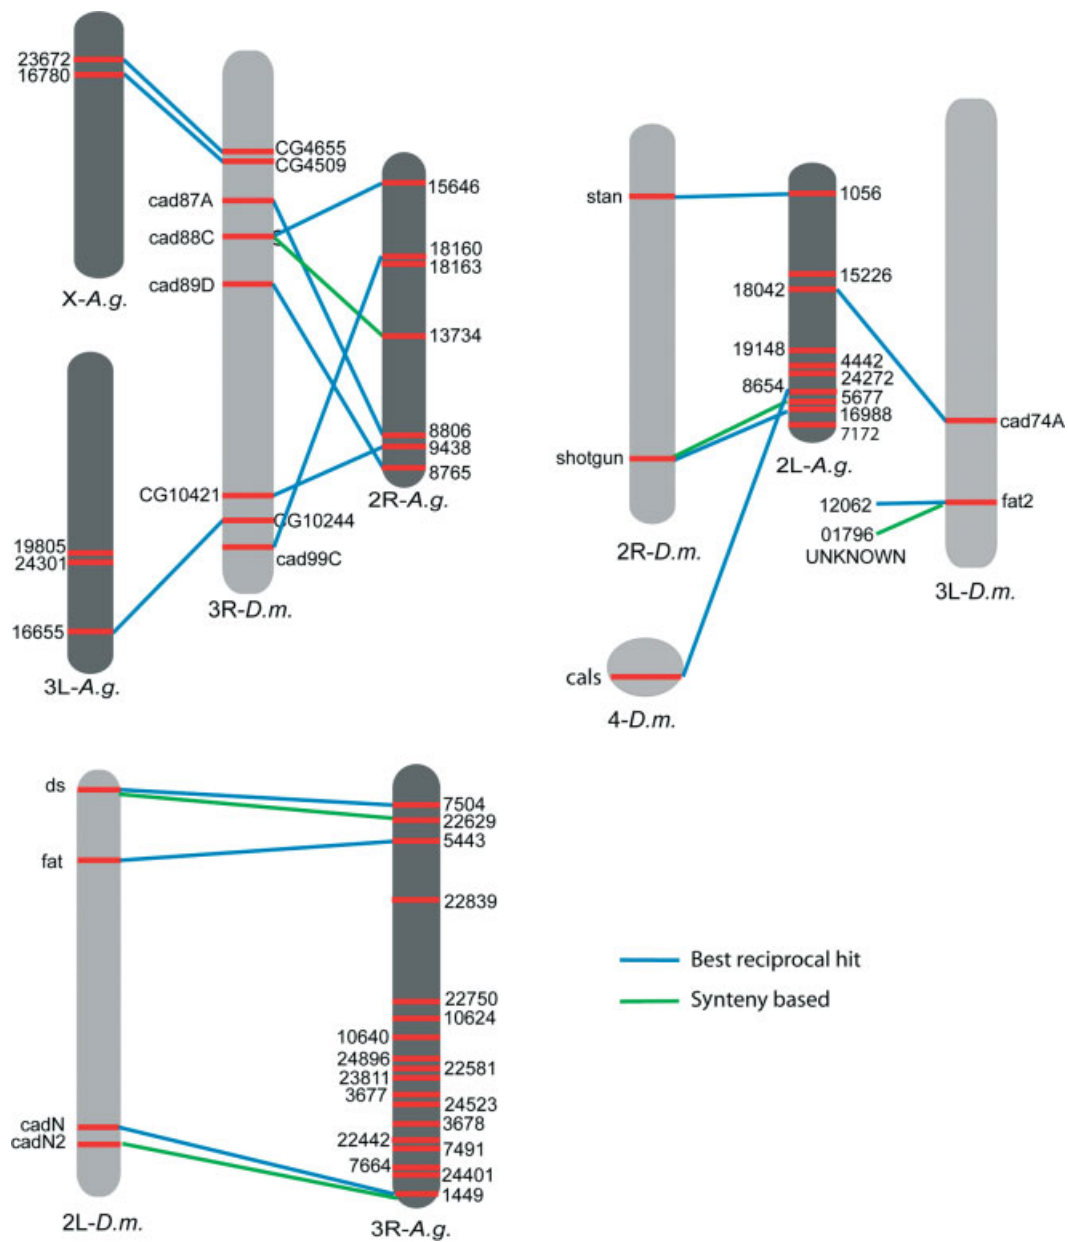 23672
16780
X-A.g.
CG4655
CG4509
cad87A
cad88C
cad89D
CG10421
CG10244
cad99C
3R-D.m.
15646
18160
18163
13734
8806
9438
8765
2R-A.g.
19805
24301
16655
3L-A.g.
stan
shotgun
2R-D.m.
1056
15226
18042
19148
4442
24272
8654
5677
16988
7172
2L-A.g.
cad74A
fat2
12062
01796
UNKNOWN
3L-D.m.
cals
4-D.m.
ds
fat
cadN
cadN2
2L-D.m.
7504
22629
5443
22839
22750
10624
10640
24896
22581
23811
3677
24523
3678
22442
7491
7664
24401
1449
3R-A.g.
Best reciprocal hit
Synteny based